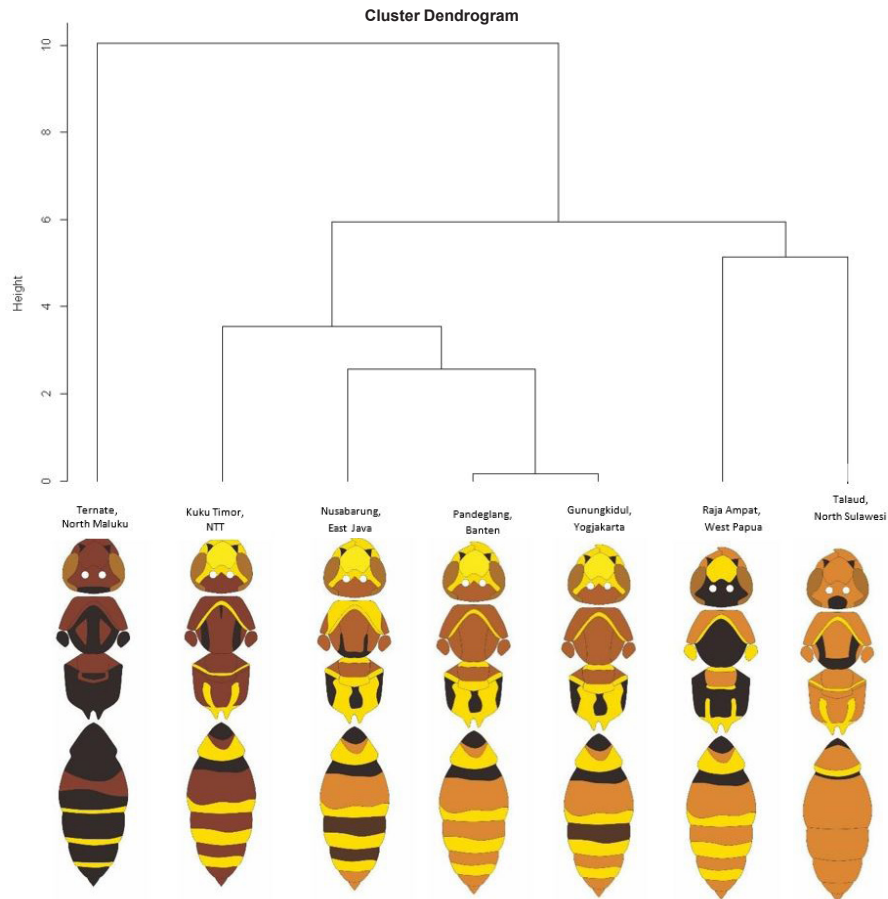 Cluster Dendrogram
10
8
6
4
2
0
Height
Ternate,
North Maluku
Kuku Timor,
NTT
Nusabarung,
East Java
Pandeglang,
Banten
Gunungkidul,
Yogjakarta
Raja Ampat,
West Papua
Talaud,
North Sulawesi